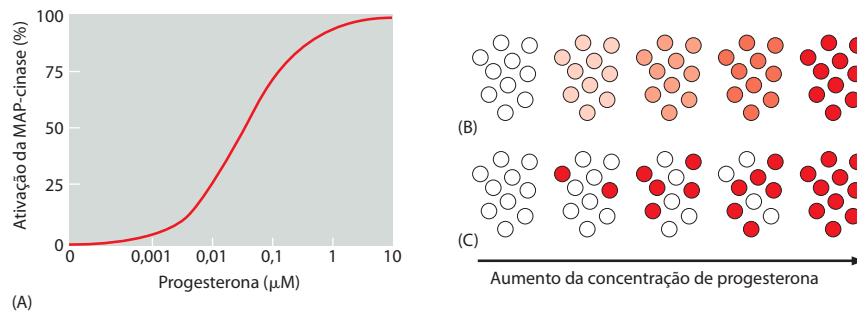 100
75
50
25
0
Ativação da MAP-cinase (%)
0
0,001
0,01
0,1
1
10
Progesterona (μM)
(A)
(B)
(C)
Aumento da concentração de progesterona